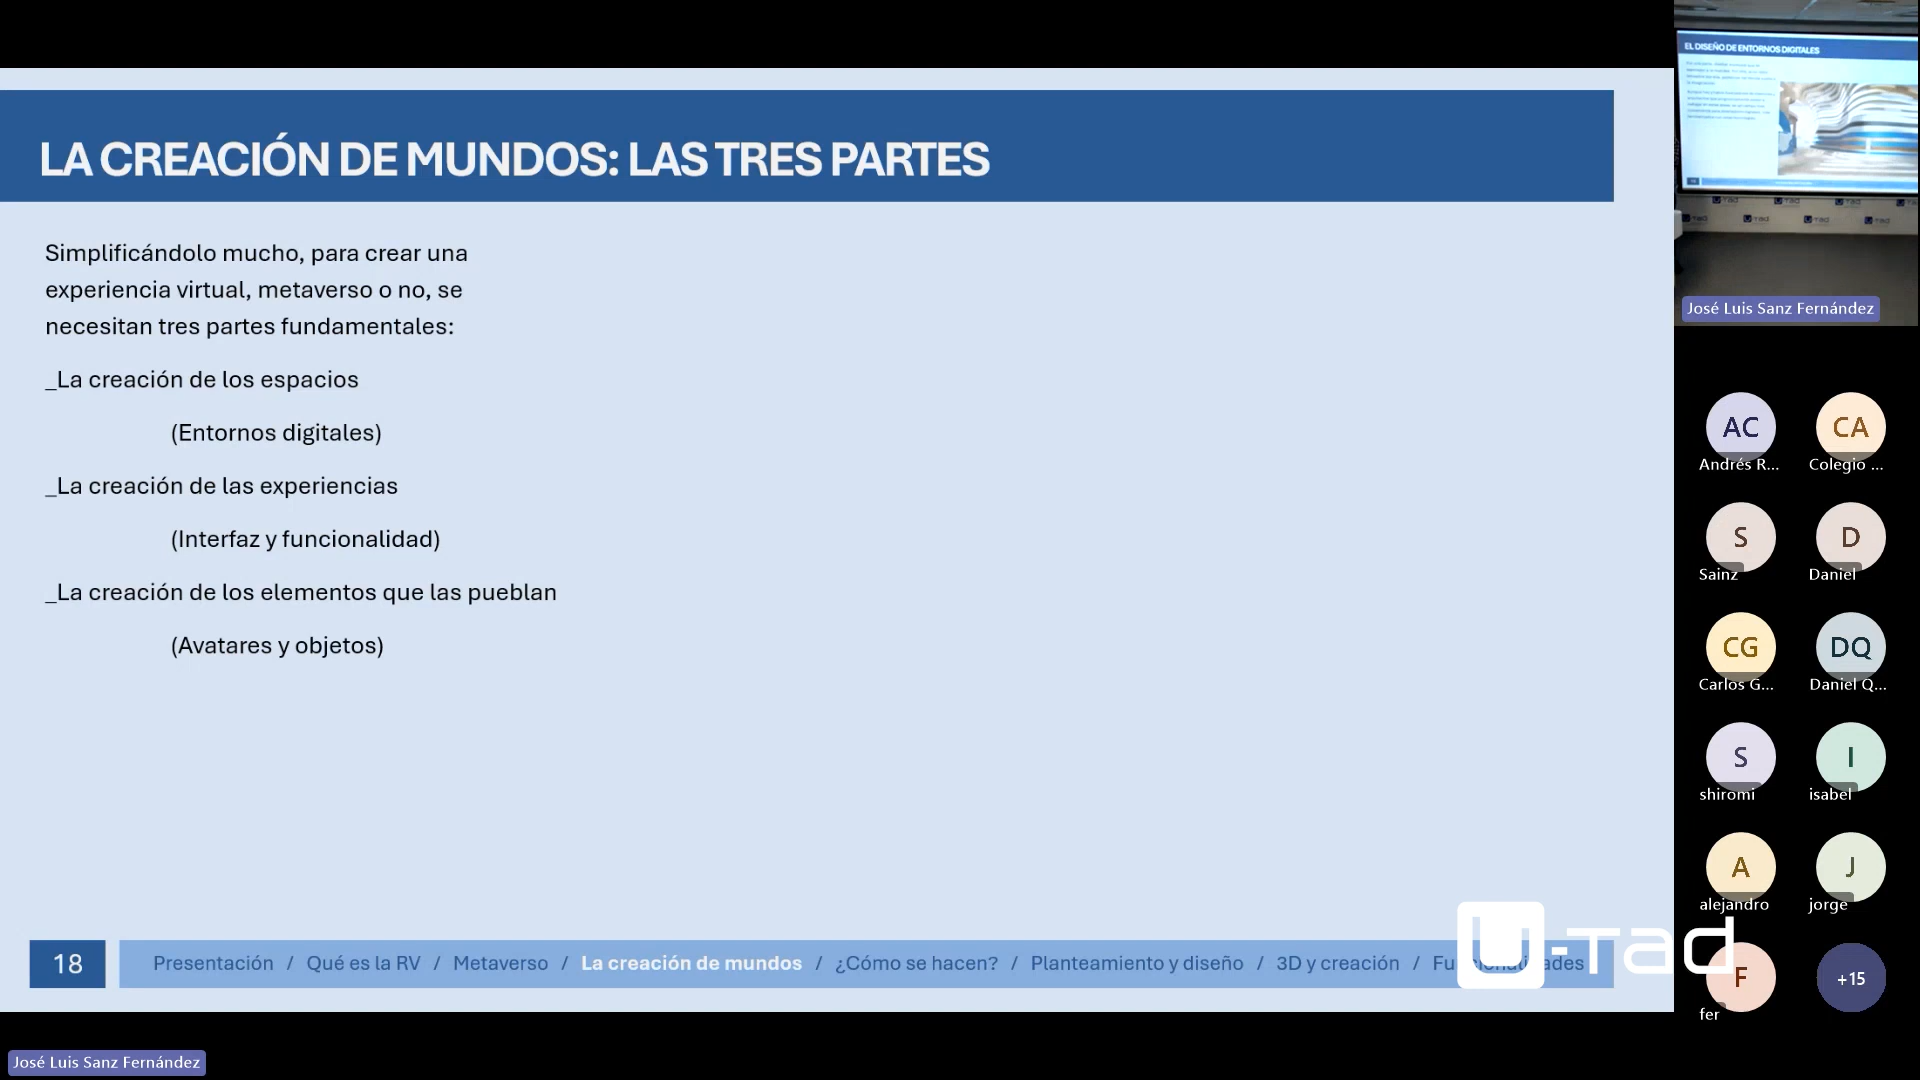 LA CREACIÓN DE MUNDOS: LAS TRES PARTES
Simplificándolo mucho, para crear una
experiencia virtual, metaverso o no, se
necesitan tres partes fundamentales:
_La creación de los espacios
(Entornos digitales)
_La creación de las experiencias
(Interfaz y funcionalidad)
_La creación de los elementos que las pueblan
(Avatares y objetos)
18
Presentación / Qué es la RV / Metaverso / La creación de mundos / ¿Cómo se hacen? / Planteamiento y diseño / 3D y creación /
U-tad
José Luis Sanz Fernández
EL DISEÑO DE ENTORNOS DIGITALES
José Luis Sanz Fernández
AC CA
Andrés R... Colegio ...
S D
Sainz Daniel
CG DQ
Carlos G... Daniel Q...
S I
shiromi isabel
A J
alejandro jorge
F +15
fer